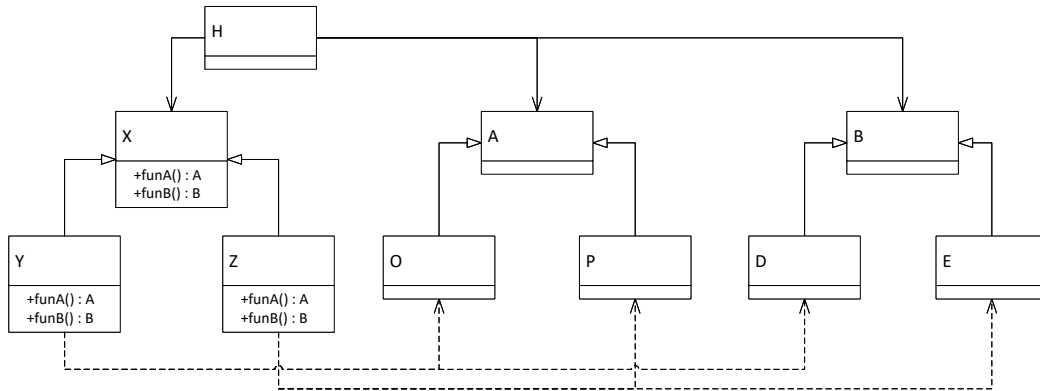 H
X
+funA() : A
+funB() : B
A
B
Y
+funA() : A
+funB() : B
Z
+funA() : A
+funB() : B
O
P
D
E